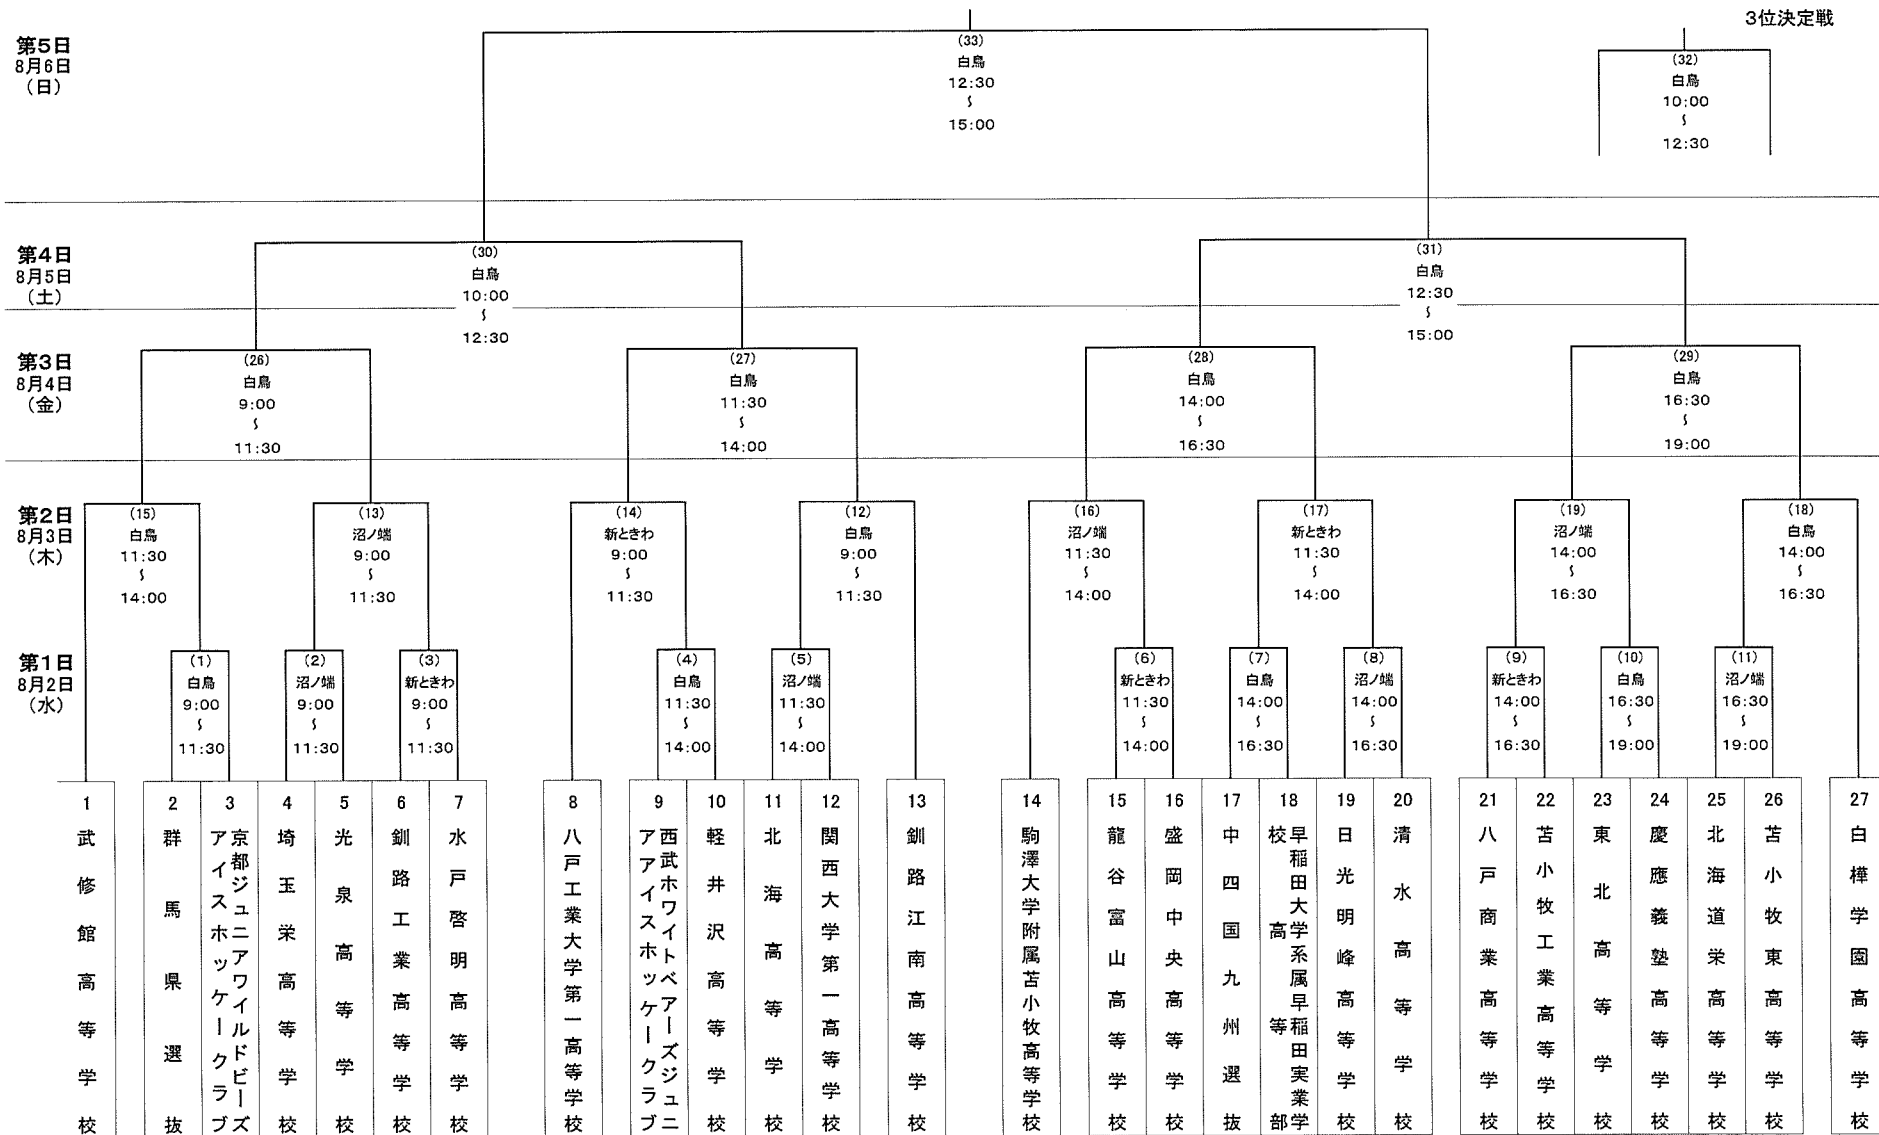 3位決定戦
第5日
8月6日
(日)
(33)
白鳥
12:30
~
15:00
(32)
白鳥
10:00
~
12:30
第4日
8月5日
(土)
(30)
白鳥
10:00
~
12:30
(31)
白鳥
12:30
~
15:00
第3日
8月4日
(金)
(26)
白鳥
9:00
~
11:30
(27)
白鳥
11:30
~
14:00
(28)
白鳥
14:00
~
16:30
(29)
白鳥
16:30
~
19:00
第2日
8月3日
(木)
(15)
白鳥
11:30
~
14:00
(13)
沼ノ端
9:00
~
11:30
(14)
新ときわ
9:00
~
11:30
(12)
白鳥
9:00
~
11:30
(16)
沼ノ端
11:30
~
14:00
(17)
新ときわ
11:30
~
14:00
(19)
沼ノ端
14:00
~
16:30
(18)
白鳥
14:00
~
16:30
第1日
8月2日
(水)
(1)
白鳥
9:00
~
11:30
(2)
沼ノ端
9:00
~
11:30
(3)
新ときわ
9:00
~
11:30
(4)
白鳥
11:30
~
14:00
(5)
沼ノ端
11:30
~
14:00
(6)
新ときわ
11:30
~
14:00
(7)
白鳥
14:00
~
16:30
(8)
沼ノ端
14:00
~
16:30
(9)
新ときわ
14:00
~
16:30
(10)
白鳥
16:30
~
19:00
(11)
沼ノ端
16:30
~
19:00
1
武修館高等学校
2
群馬県選抜
3
京都ジュニアワイルドビーズ
アイスホッケークラブ
4
埼玉栄高等学校
5
光泉高等学校
6
釧路工業高等学校
7
水戸啓明高等学校
8
八戸工業大学第一高等学校
9
西武ホワイトベアーズジュニ
アアイスホッケークラブ
10
軽井沢高等学校
11
北海高等学校
12
関西大学第一高等学校
13
釧路江南高等学校
14
駒澤大学附属苫小牧高等学校
15
龍谷富山高等学校
16
盛岡中央高等学校
17
中四国九州選抜
18
早稲田大学系属早稲田実業学
校高等部
19
日光明峰高等学校
20
清水高等学校
21
八戸商業高等学校
22
苫小牧工業高等学校
23
東北高等学校
24
慶應義塾高等学校
25
北海道栄高等学校
26
苫小牧東高等学校
27
白樺学園高等学校